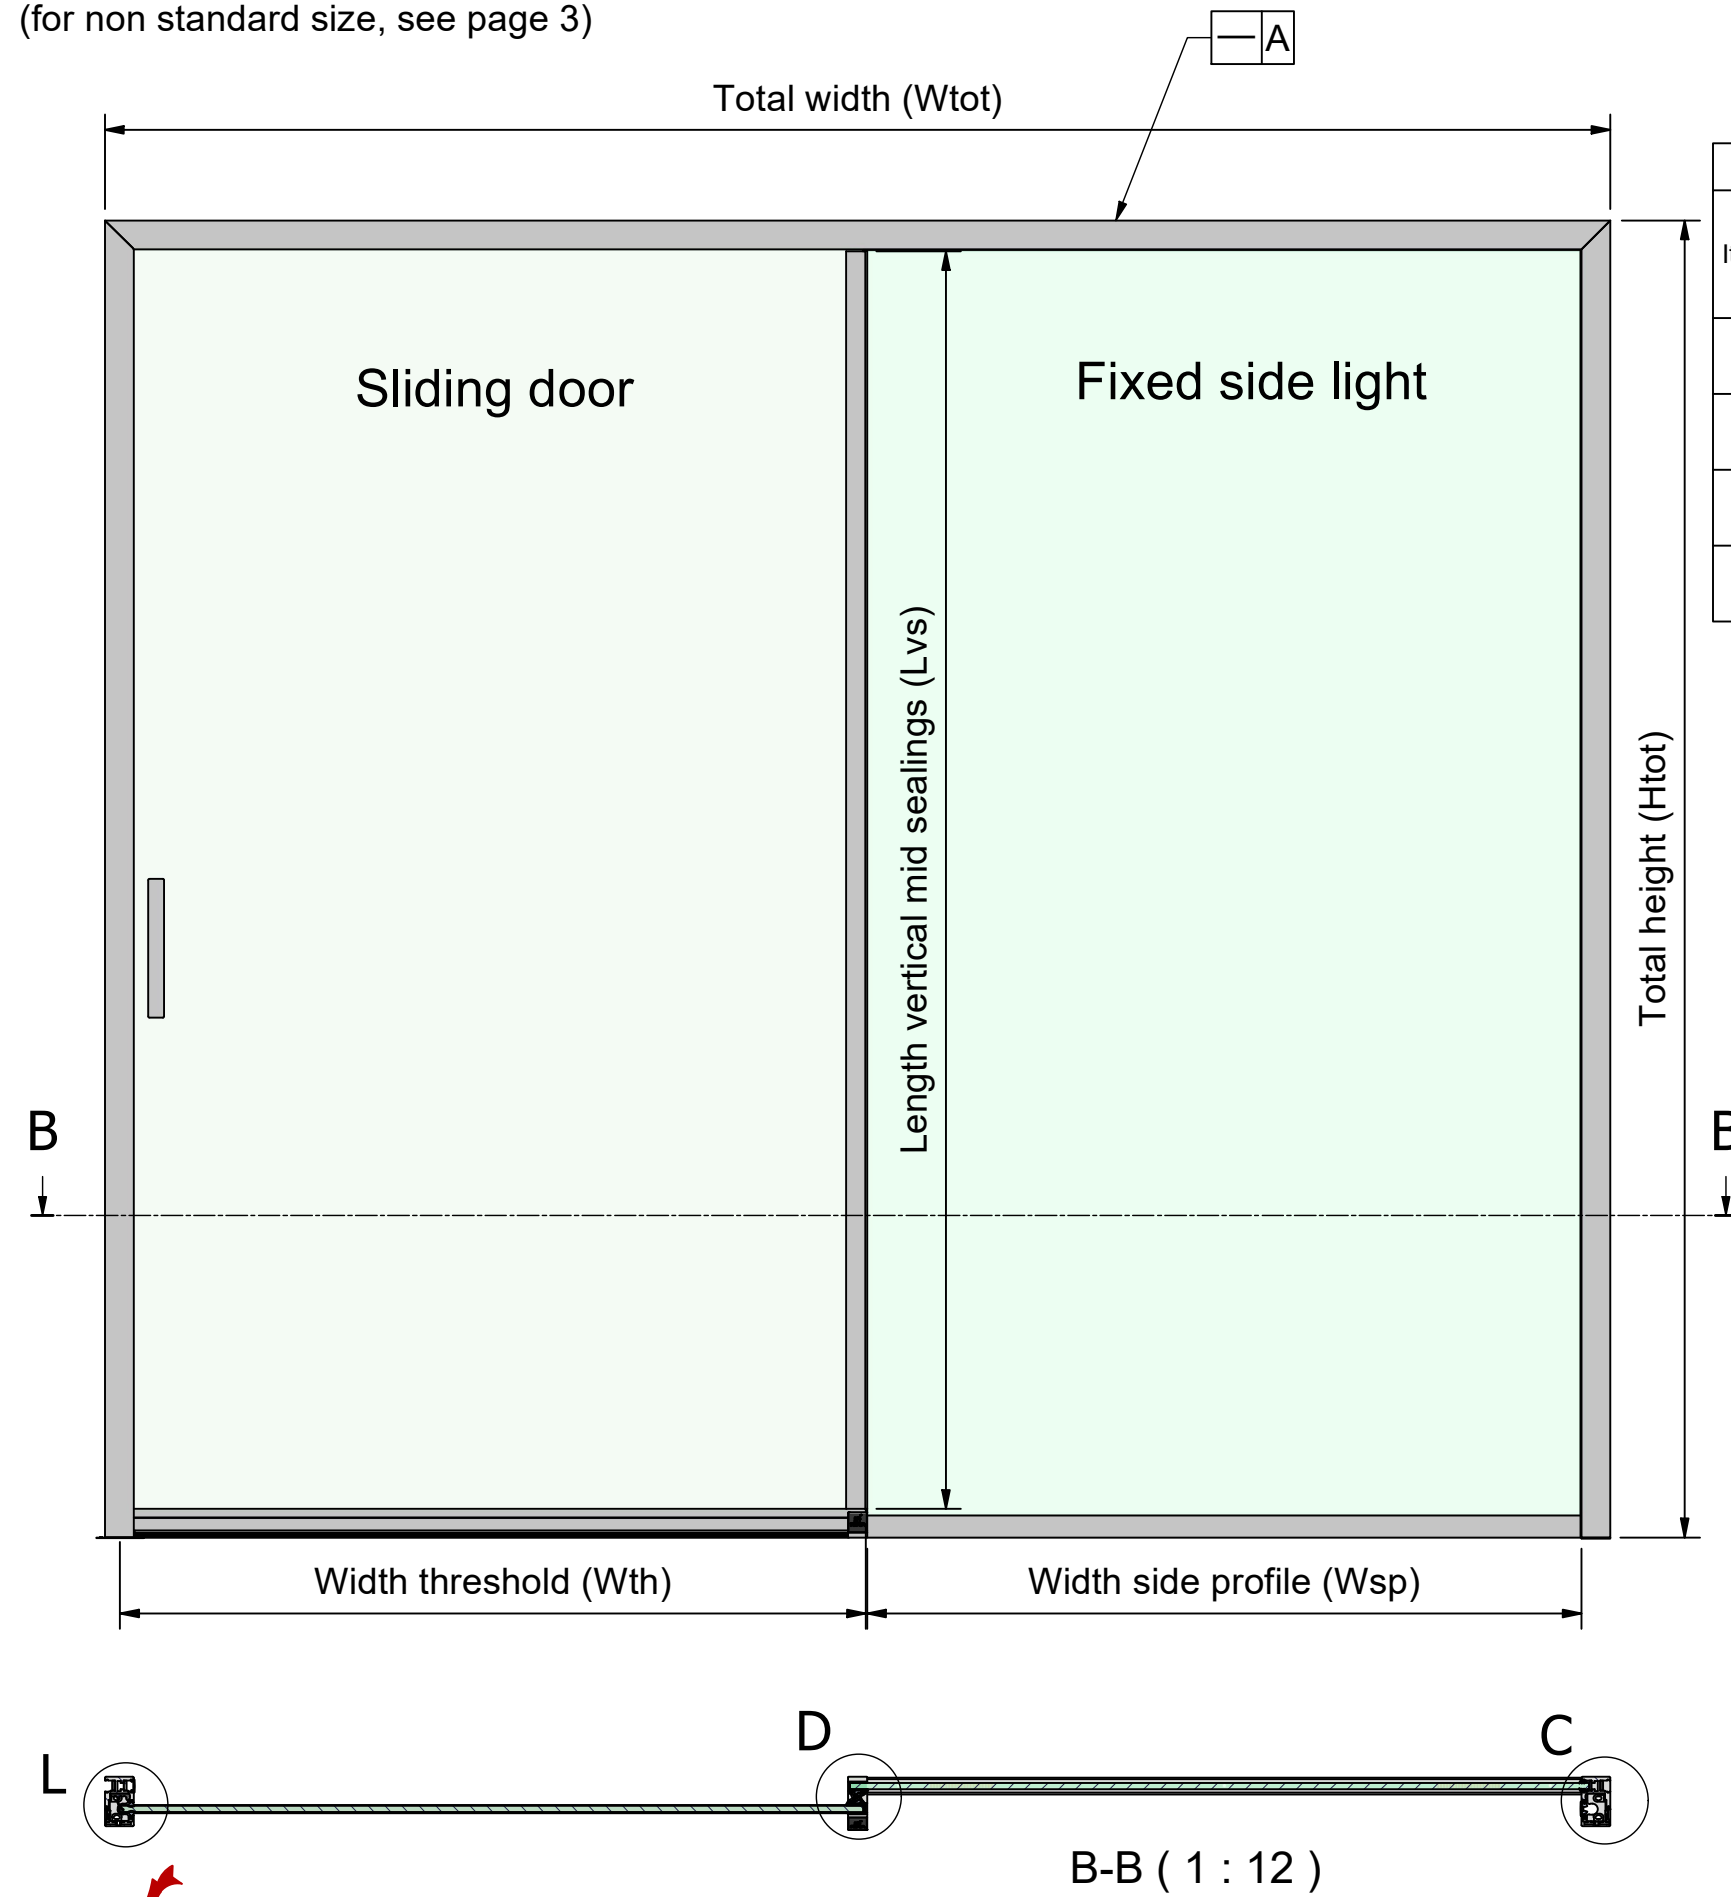 (for non standard size, see page 3)
A
Total width (Wtot)
Sliding door
Fixed side light
Length vertical mid sealings (Lvs)
Total height (Htot)
B
Width threshold (Wth)
Width side profile (Wsp)
L
D
C
B-B ( 1 : 12 )